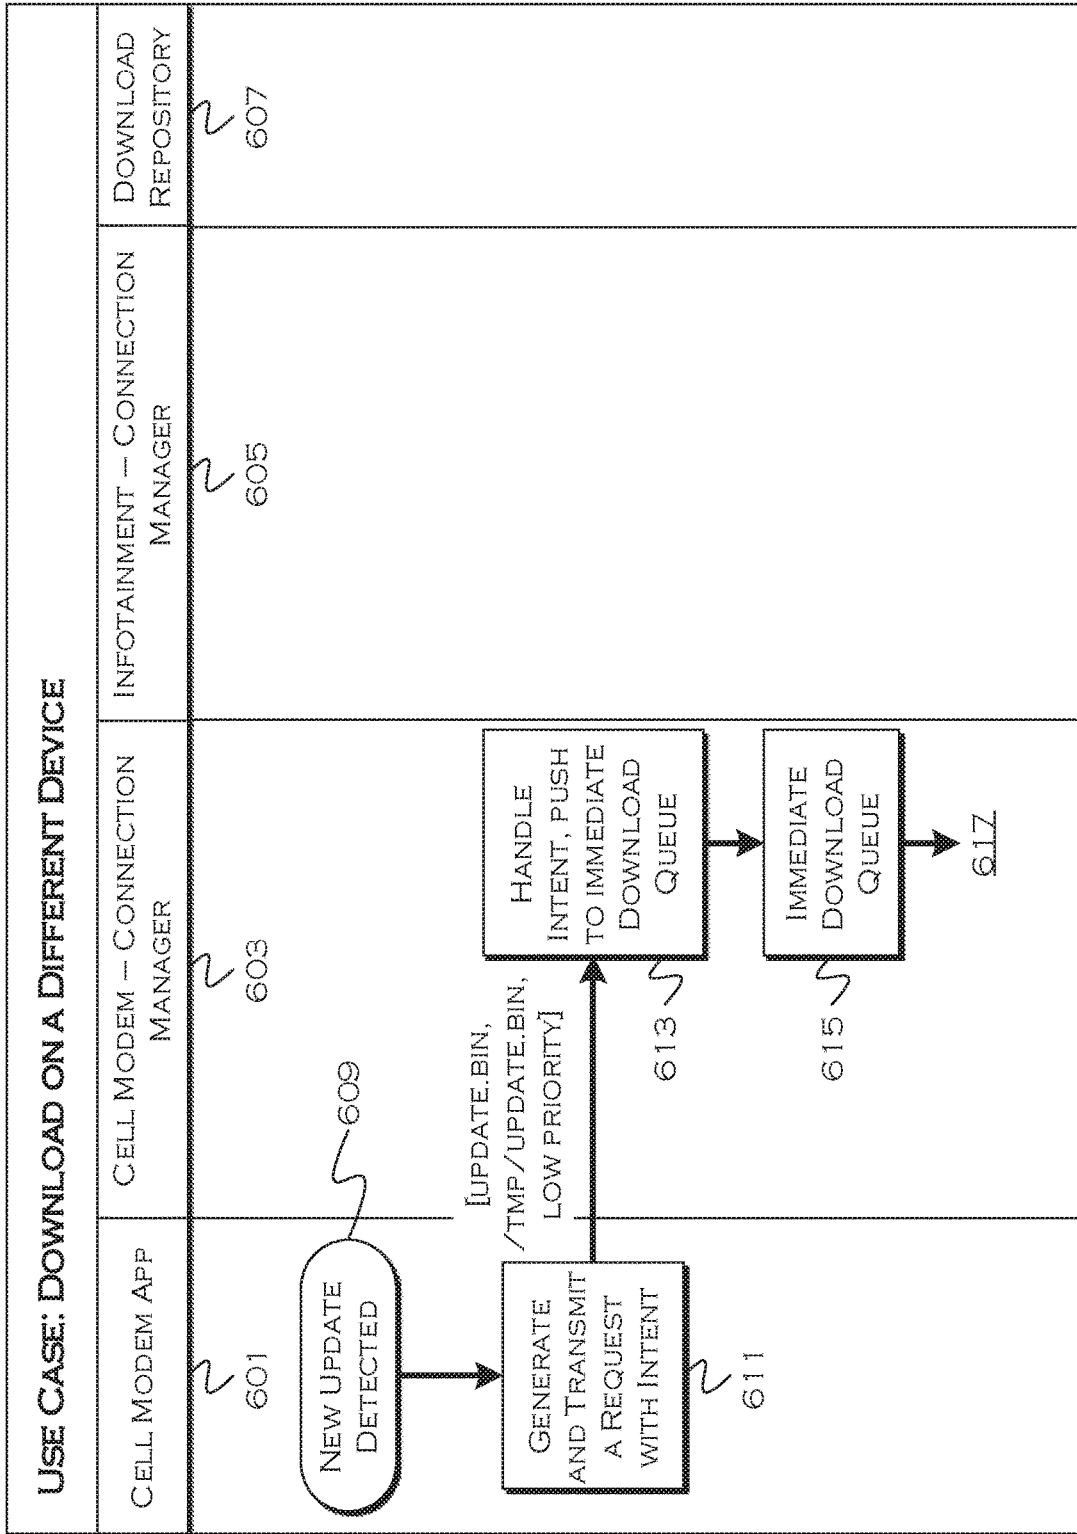 USE CASE: DOWNLOAD ON A DIFFERENT DEVICE
CELL MODEM APP
601
CELL MODEM – CONNECTION
MANAGER
603
INFOTAINMENT – CONNECTION
MANAGER
605
DOWNLOAD
REPOSITORY
607
NEW UPDATE
DETECTED
609
GENERATE
AND TRANSMIT
A REQUEST
WITH INTENT
611
[UPDATE.BIN,
/TMP/UPDATE.BIN,
LOW PRIORITY]
HANDLE
INTENT, PUSH
TO IMMEDIATE
DOWNLOAD
QUEUE
613
IMMEDIATE
DOWNLOAD
QUEUE
615
617